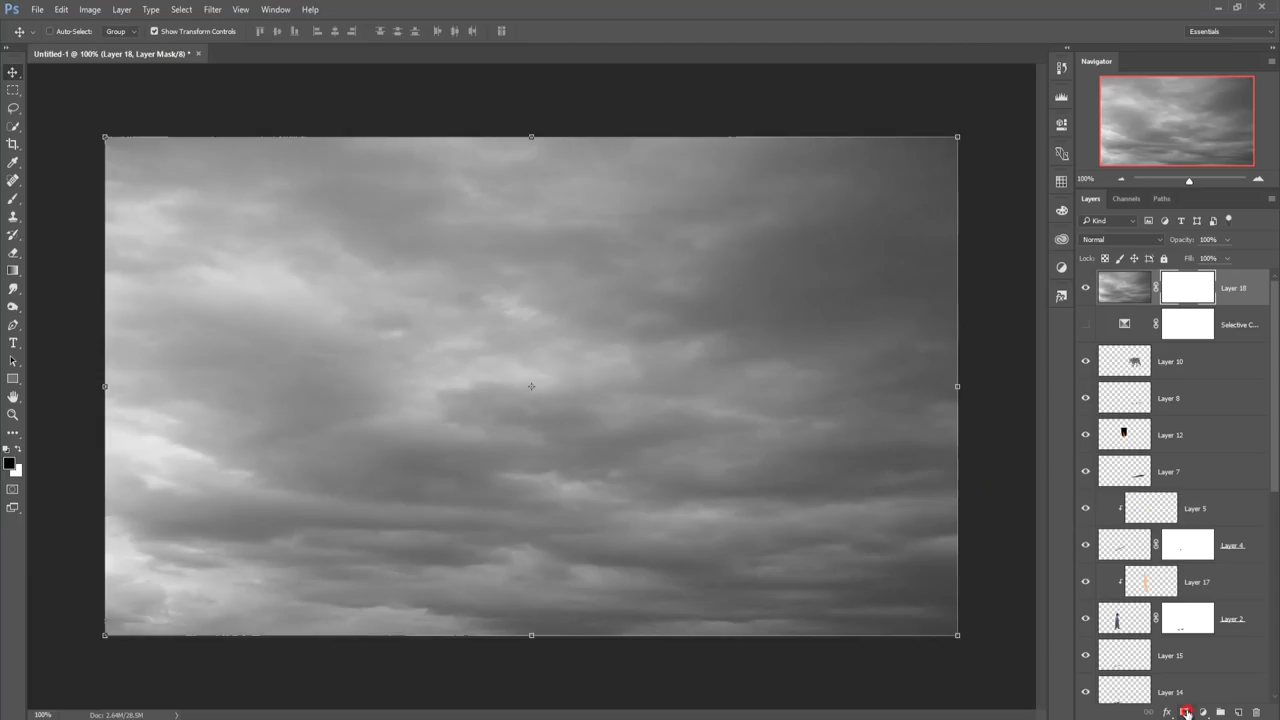 Ps File Edit Image Layer Type Select Filter View Window Help
Auto-Select: Group Show Transform Controls Essentials
Untitled-1 @ 100% (Layer 18, Layer Mask/8) *
Navigator
100%
Layers Channels Paths
Kind
Normal Opacity: 100%
Lock: Fill: 100%
Layer 18
Selective C...
Layer 10
Layer 8
Layer 12
Layer 7
Layer 5
Layer 4
Layer 17
Layer 2
Layer 15
Layer 14
fx
100% Doc: 2.64M/28.5M